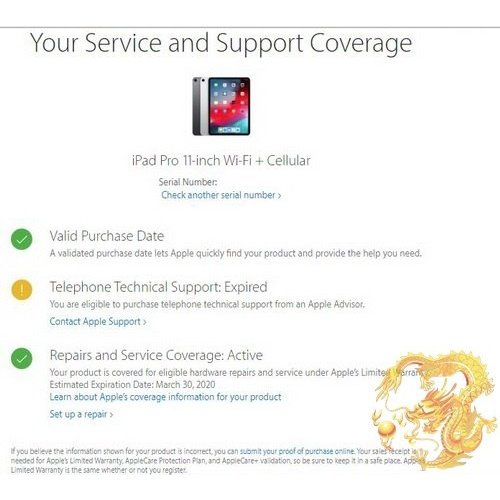 Your Service and Support Coverage
iPad Pro 11-inch Wi-Fi + Cellular
Serial Number:
Check another serial number ›
Valid Purchase Date
A validated purchase date lets Apple quickly find your product and provide the help you need.
Telephone Technical Support: Expired
You are eligible to purchase telephone technical support from an Apple Advisor.
Contact Apple Support ›
Repairs and Service Coverage: Active
Your product is covered for eligible hardware repairs and service under Apple's Limited Warranty.
Estimated Expiration Date: March 30, 2020
Learn about Apple's coverage information for your product
Set up a repair ›
If you believe the information shown for your product is incorrect, you can submit your proof of purchase online. Your sales receipt is
needed for Apple's Limited Warranty, AppleCare Protection Plan, and AppleCare+ validation, so be sure to keep it in a safe place.
Limited Warranty is the same whether or not you register.